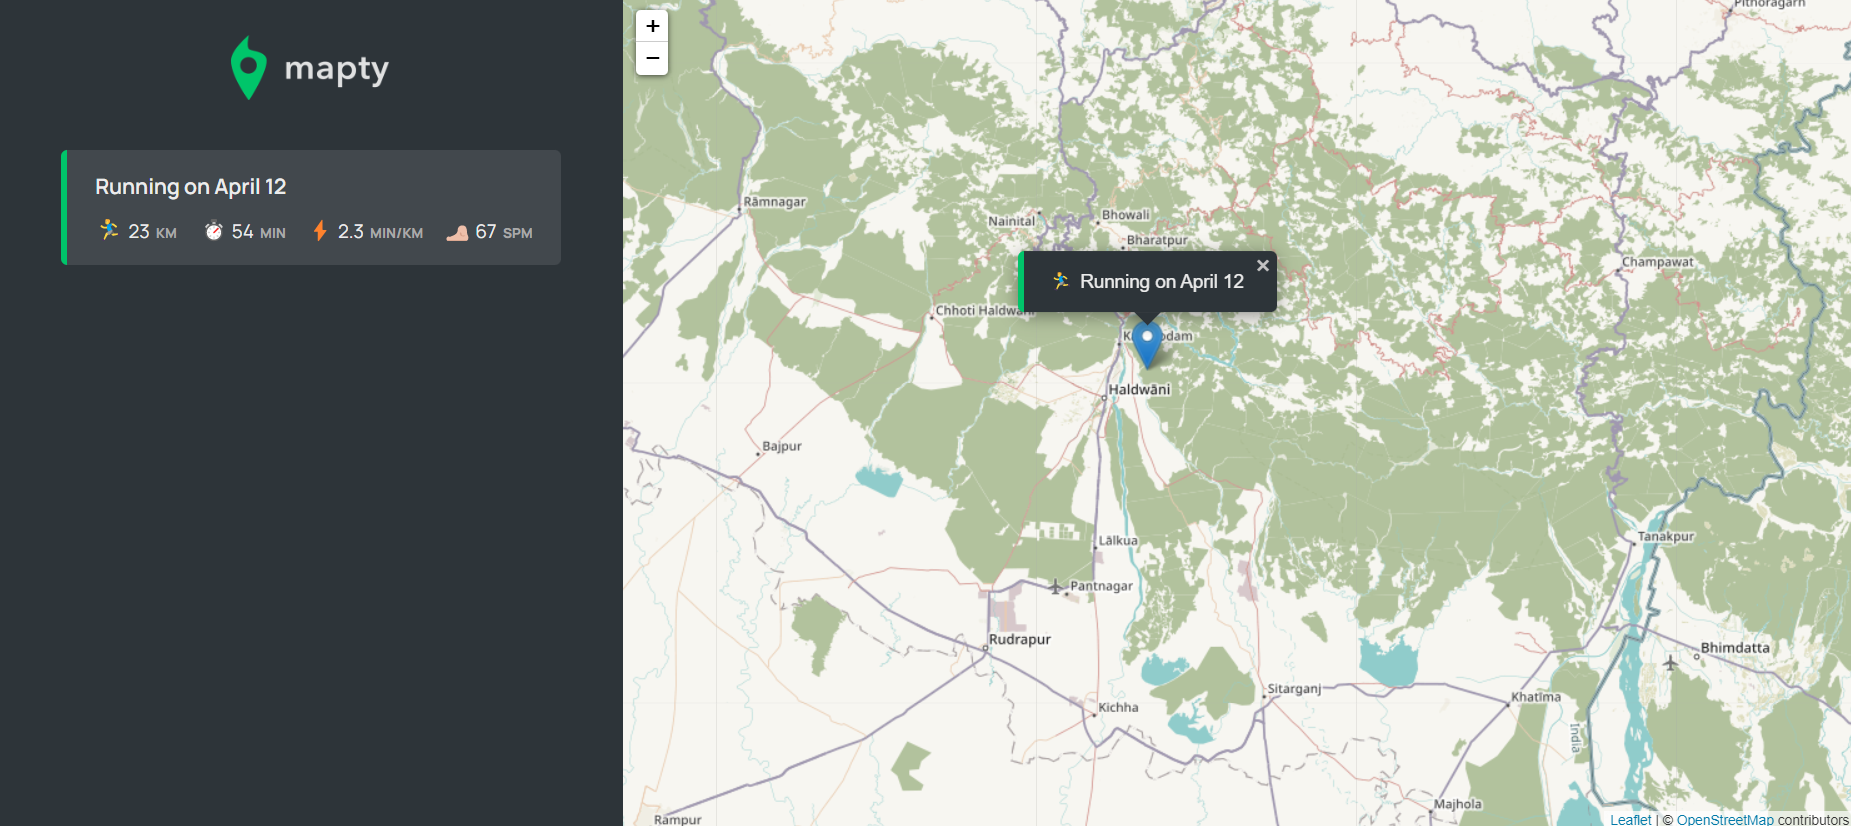 mapty
Running on April 12
23 KM
54 MIN
2.3 MIN/KM
67 SPM
+
−
Pithoragarh
Rāmnagar
Nainital
Bhowali
Bharatpur
Champawat
Running on April 12
×
Chhoti Haldwani
Haldwāni
Bajpur
Lālkua
Tanakpur
Pantnagar
Rudrapur
Bhimdatta
Sitarganj
Khatima
Kichha
India
Majhola
Rampur
Leaflet | © OpenStreetMap contributors